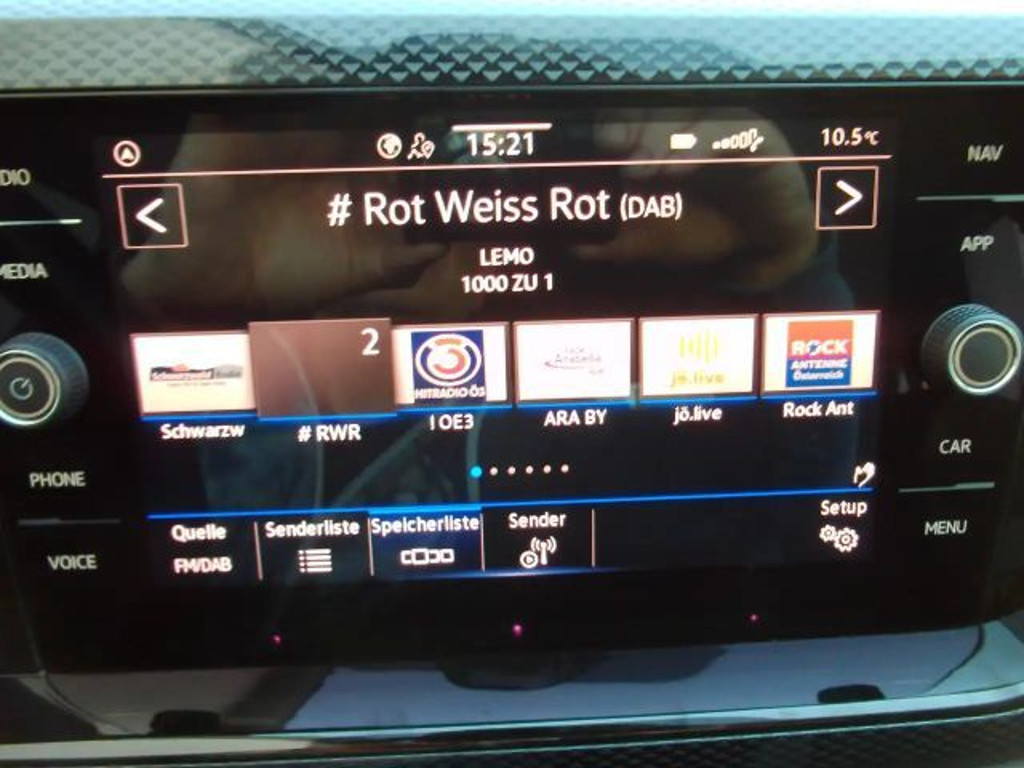 15:21
10.5°C
DIO
NAV
# Rot Weiss Rot (DAB)
LEMO
1000 ZU 1
MEDIA
APP
2
3
HITRADIO Ö3
Arabella
jö.live
ROCK
ANTENNE
Österreich
Schwarzw
# RWR
! OE3
ARA BY
jö.live
Rock Ant
PHONE
CAR
Quelle
FM/DAB
Senderliste
Speicherliste
Sender
Setup
VOICE
MENU